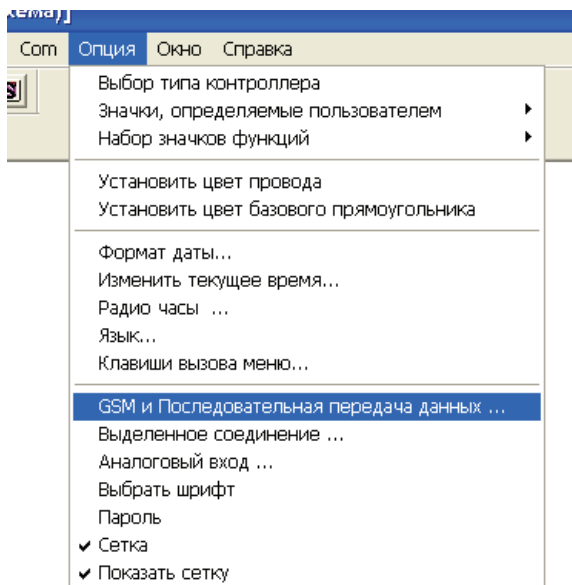 хема)]
Com Опция Окно Справка
Выбор типа контроллера
Значки, определяемые пользователем
Набор значков функций
Установить цвет провода
Установить цвет базового прямоугольника
Формат даты...
Изменить текущее время...
Радио часы ...
Язык...
Клавиши вызова меню...
GSM и Последовательная передача данных ...
Выделенное соединение ...
Аналоговый вход ...
Выбрать шрифт
Пароль
Сетка
Показать сетку